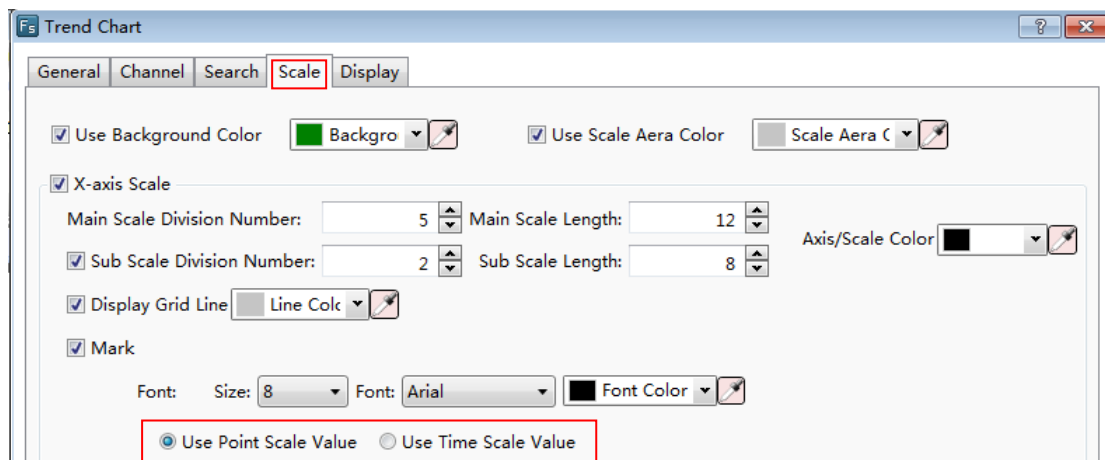 Fs Trend Chart
General Channel Search Scale Display
Use Background Color Backgro Use Scale Aera Color Scale Aera C
X-axis Scale
Main Scale Division Number: 5 Main Scale Length: 12
Axis/Scale Color
Sub Scale Division Number: 2 Sub Scale Length: 8
Display Grid Line Line Colc
Mark
Font: Size: 8 Font: Arial Font Color
Use Point Scale Value Use Time Scale Value